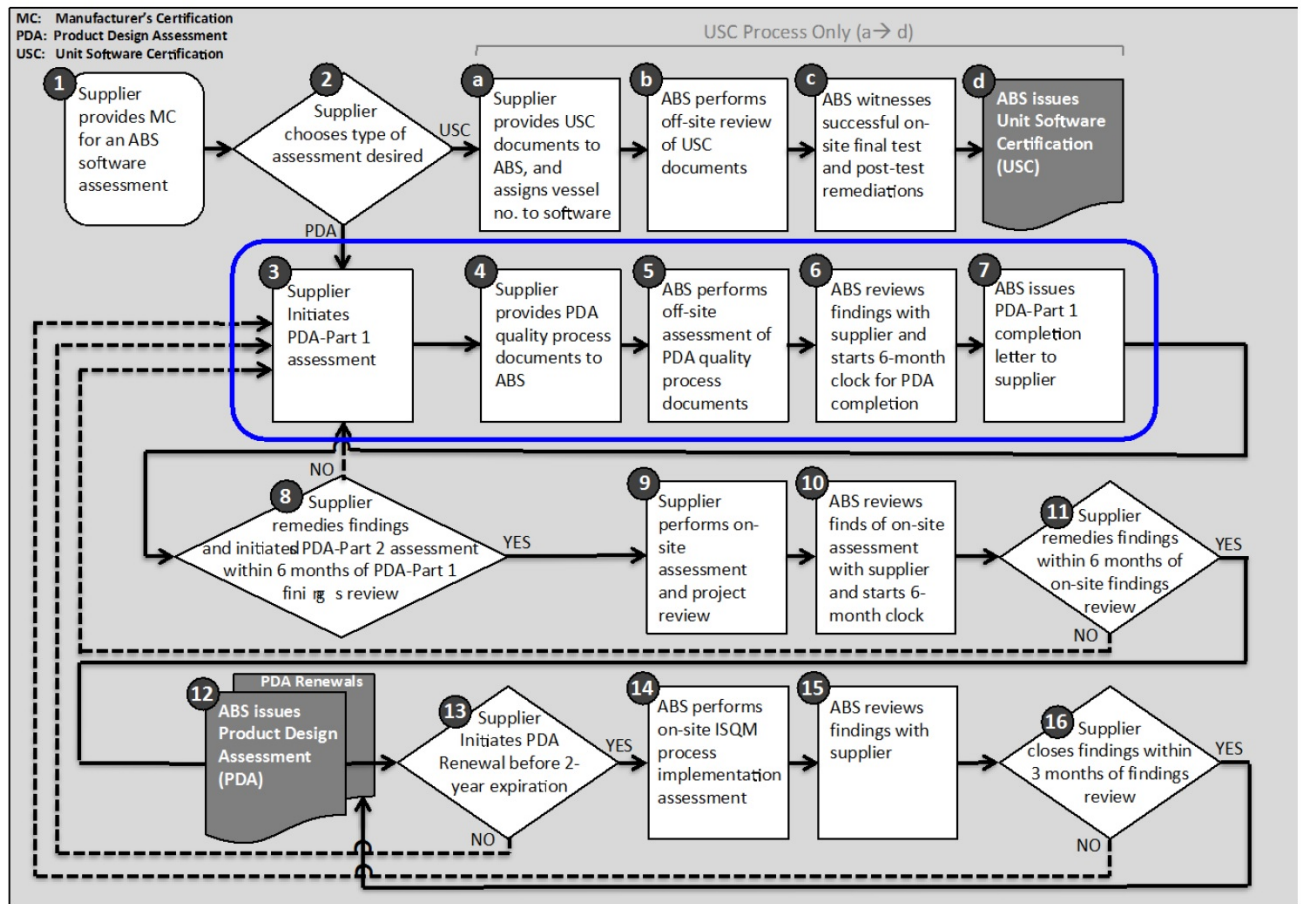 MC: Manufacturer's Certification
PDA: Product Design Assessment
USC: Unit Software Certification
USC Process Only (a→ d)
1
Supplier
provides MC
for an ABS
software
assessment
2
Supplier
chooses type of
assessment desired
USC
PDA
a
Supplier
provides USC
documents to
ABS, and
assigns vessel
no. to software
b
ABS performs
off-site review
of USC
documents
c
ABS witnesses
successful on-
site final test
and post-test
remediations
d
ABS issues
Unit Software
Certification
(USC)
3
Supplier
Initiates
PDA-Part 1
assessment
4
Supplier
provides PDA
quality process
documents to
ABS
5
ABS performs
off-site
assessment of
PDA quality
process
documents
6
ABS reviews
findings with
supplier and
starts 6-month
clock for PDA
completion
7
ABS issues
PDA-Part 1
completion
letter to
supplier
NO
8
Supplier
remedies findings
and initiated PDA-Part 2 assessment
within 6 months of PDA-Part 1
review
YES
9
Supplier
performs on-
site
assessment
and project
review
10
ABS reviews
finds of on-site
assessment
with supplier
and starts 6-
month clock
11
Supplier
remedies findings
within 6 months of
on-site findings
review
YES
NO
PDA Renewals
12
ABS issues
Product Design
Assessment
(PDA)
13
Supplier
Initiates PDA
Renewal before 2-
year expiration
YES
NO
14
ABS performs
on-site ISQM
process
implementation
assessment
15
ABS reviews
findings with
supplier
16
Supplier
closes findings within
3 months of findings
review
YES
NO